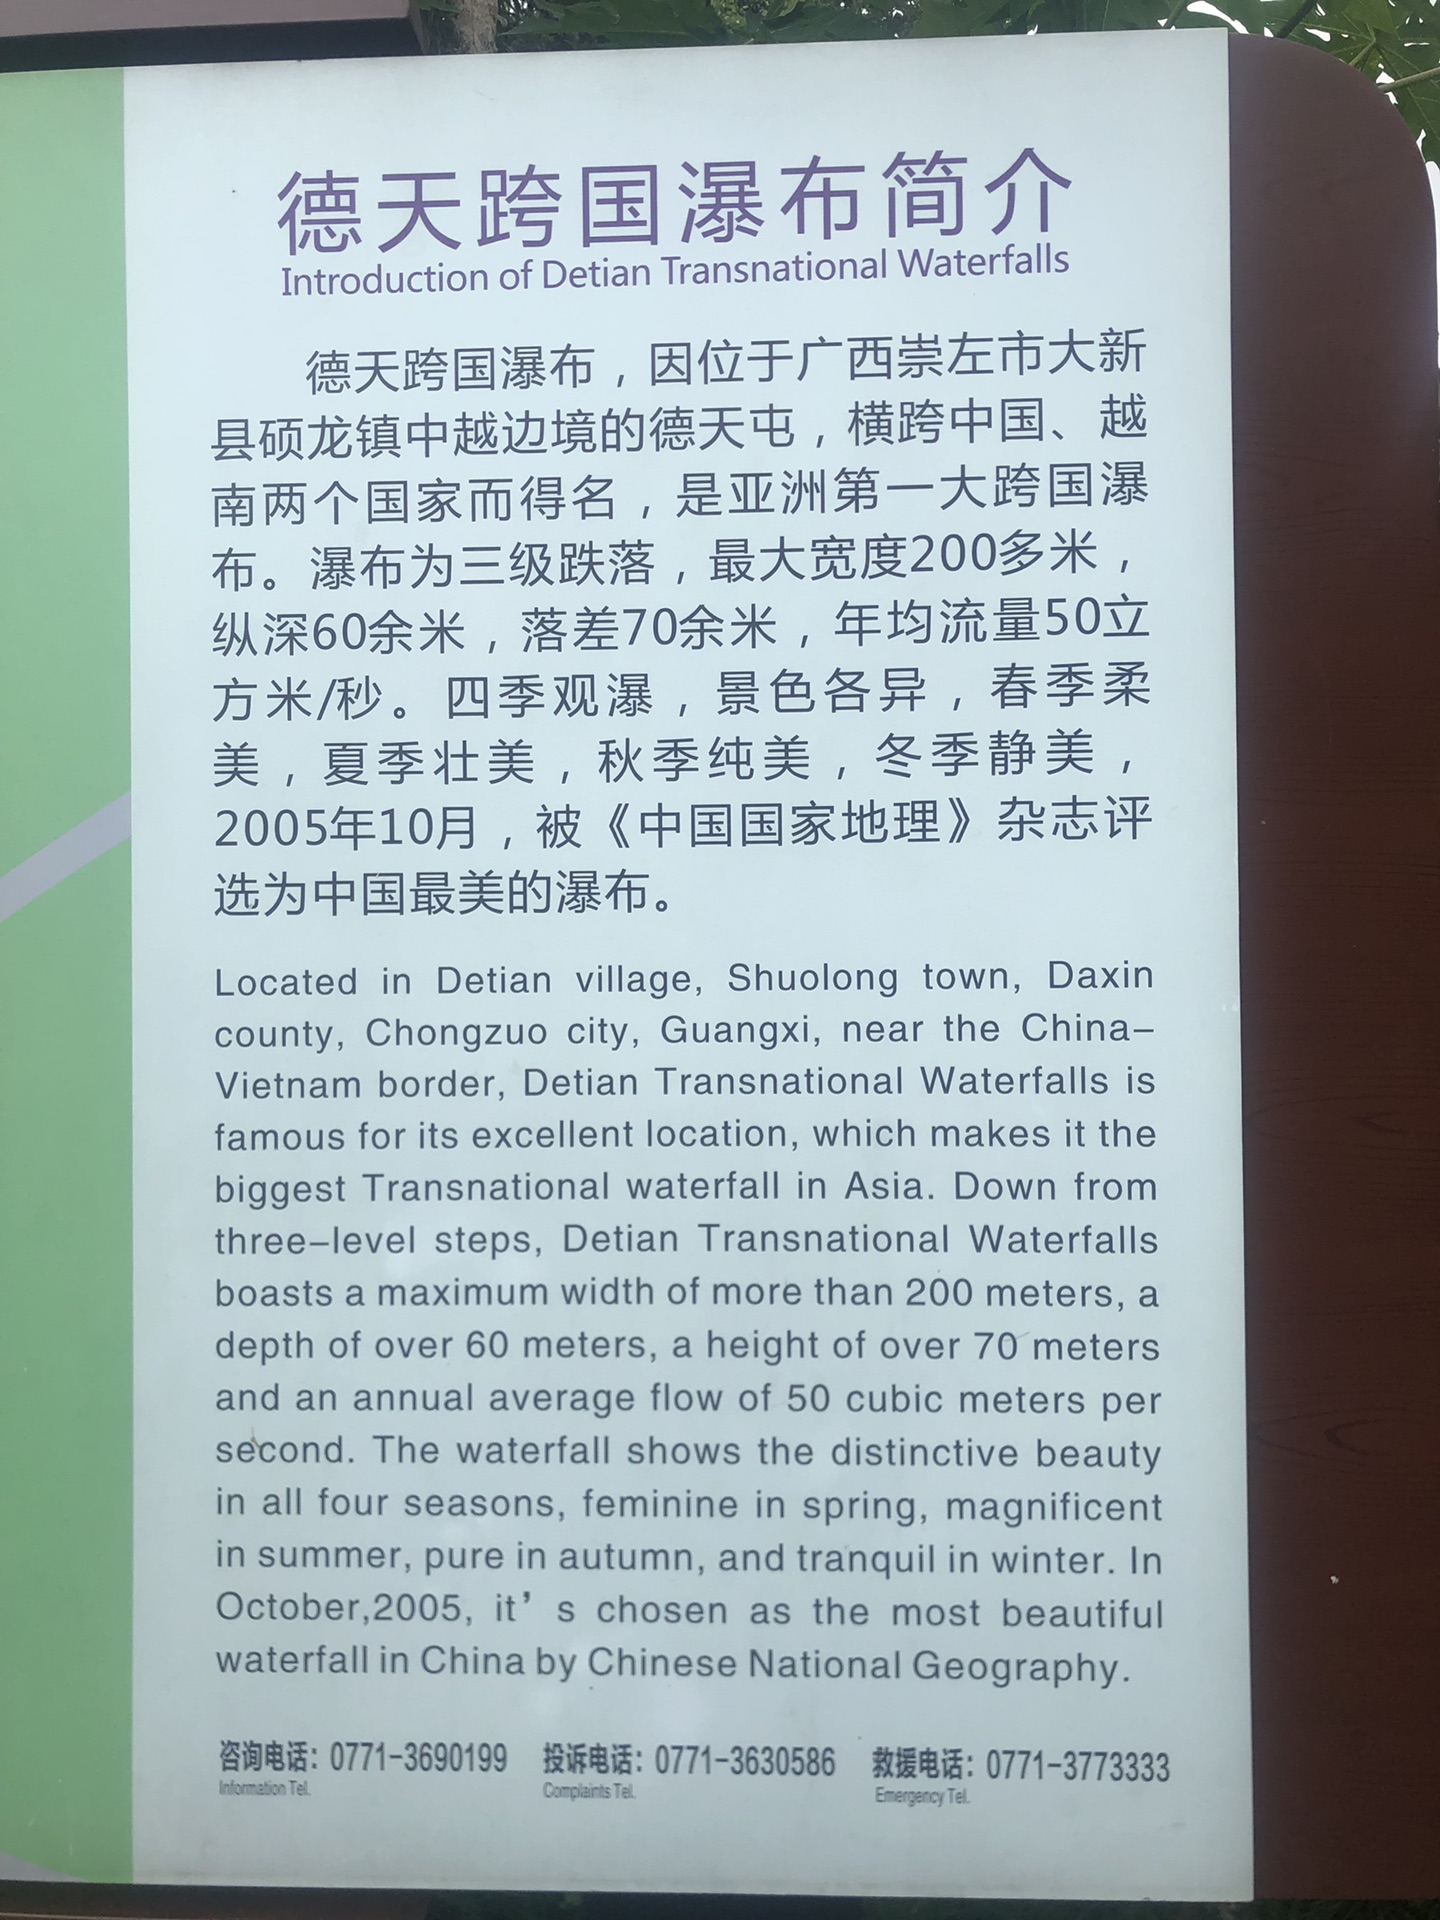 德天跨国瀑布简介
Introduction of Detian Transnational Waterfalls
德天跨国瀑布，因位于广西崇左市大新
县硕龙镇中越边境的德天屯，横跨中国、越
南两个国家而得名，是亚洲第一大跨国瀑
布。瀑布为三级跌落，最大宽度200多米，
纵深60余米，落差70余米，年均流量50立
方米/秒。四季观瀑，景色各异，春季柔
美，夏季壮美，秋季纯美，冬季静美，
2005年10月，被《中国国家地理》杂志评
选为中国最美的瀑布。
Located in Detian village, Shuolong town, Daxin
county, Chongzuo city, Guangxi, near the China–
Vietnam border, Detian Transnational Waterfalls is
famous for its excellent location, which makes it the
biggest Transnational waterfall in Asia. Down from
three–level steps, Detian Transnational Waterfalls
boasts a maximum width of more than 200 meters, a
depth of over 60 meters, a height of over 70 meters
and an annual average flow of 50 cubic meters per
second. The waterfall shows the distinctive beauty
in all four seasons, feminine in spring, magnificent
in summer, pure in autumn, and tranquil in winter. In
October,2005, it’s chosen as the most beautiful
waterfall in China by Chinese National Geography.
咨询电话：0771-3690199 投诉电话：0771-3630586 救援电话：0771-3773333
Information Tel. Complaints Tel. Emergency Tel.